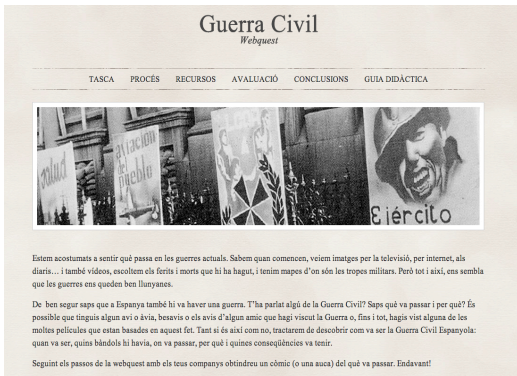 Guerra Civil
Webquest
TASCA PROCÉS RECURSOS AVALUACIÓ CONCLUSIONS GUIA DIDÀCTICA
salud
aviacion
del
pueblo
Ejército
Estem acostumats a sentir què passa en les guerres actuals. Sabem quan comencen, veiem imatges per la televisió, per internet, als
diaris… i també vídeos, escoltem els ferits i morts que hi ha hagut, i tenim mapes d’on són les tropes militars. Però tot i així, ens sembla
que les guerres ens queden ben llunyanes.
De ben segur saps que a Espanya també hi va haver una guerra. T’ha parlat algú de la Guerra Civil? Saps què va passar i per què? És
possible que tinguis algun avi o àvia, besavis o els avis d’algun amic que hagi viscut la Guerra o, fins i tot, hagis vist alguna de les
moltes pel·lícules que estan basades en aquest fet. Tant si és així com no, tractarem de descobrir com va ser la Guerra Civil Espanyola:
quan va ser, quins bàndols hi havia, on va passar, per què i quines conseqüències va tenir.
Seguint els passos de la webquest amb els teus companys obtindreu un còmic (o una auca) del què va passar. Endavant!